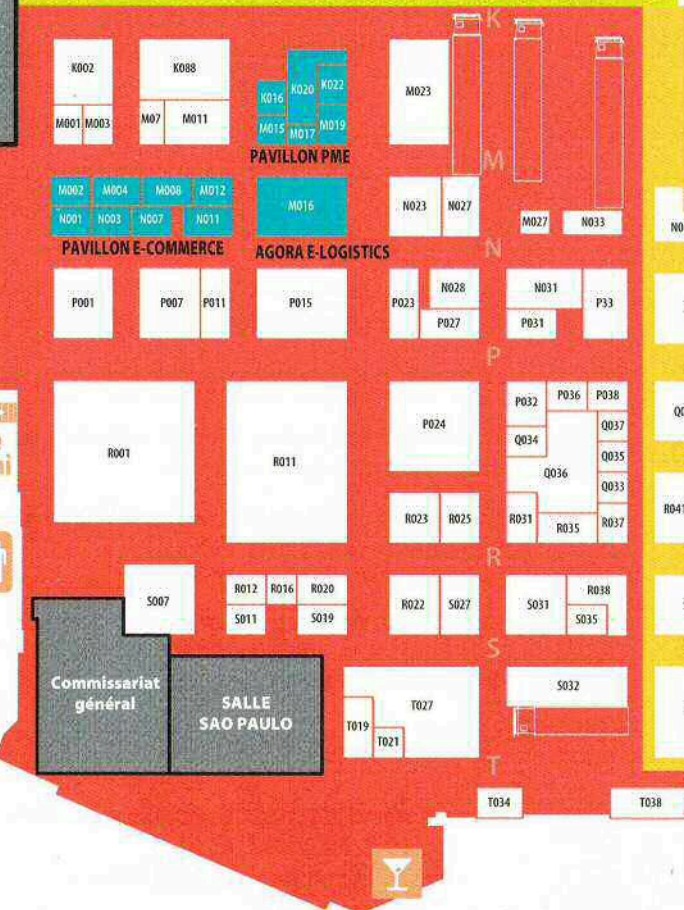 K
K002
K088
K016
K020
K022
M023
M001
M003
M07
M011
M015
M017
M019
PAVILLON PME
M
M002
M004
M008
M012
N001
N003
N007
N011
M016
N023
N027
M027
N033
PAVILLON E-COMMERCE
AGORA E-LOGISTICS
N
P001
P007
P011
P015
P023
N028
P027
N031
P031
P33
P
R001
R011
P024
P032
P036
P038
Q034
Q037
Q035
Q036
Q033
R041
R023
R025
R031
R035
R037
R
S007
R012
R016
R020
S011
S019
R022
S027
S031
R038
S035
S
Commissariat
général
SALLE
SAO PAULO
T027
T019
T021
S032
T
T034
T038